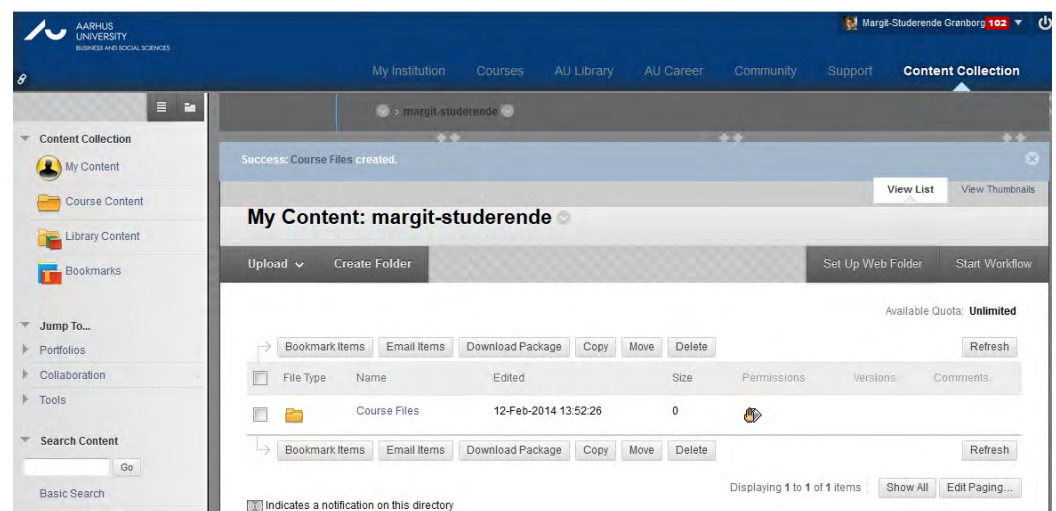 AARHUS
UNIVERSITY
BUSINESS AND SOCIAL SCIENCES
Margit-Studerende Grønborg 102
My Institution Courses AU Library AU Career Community Support Content Collection
> margit-studerende
Content Collection
My Content
Course Content
Library Content
Bookmarks
Jump To...
Portfolios
Collaboration
Tools
Search Content
Go
Basic Search
Success: Course Files created.
View List View Thumbnails
My Content: margit-studerende
Upload Create Folder Set Up Web Folder Start Workflow
Available Quota: Unlimited
Bookmark Items Email Items Download Package Copy Move Delete Refresh
File Type Name Edited Size Permissions Versions Comments
Course Files 12-Feb-2014 13:52:26 0
Bookmark Items Email Items Download Package Copy Move Delete Refresh
Displaying 1 to 1 of 1 items Show All Edit Paging...
Indicates a notification on this directory